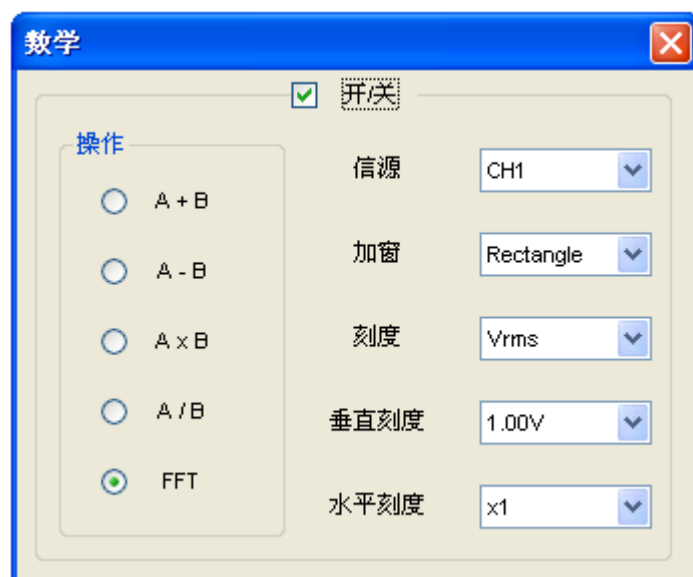 数学
开/关
操作
A + B
A - B
A x B
A / B
FFT
信源 CH1
加窗 Rectangle
刻度 Vrms
垂直刻度 1.00V
水平刻度 x1